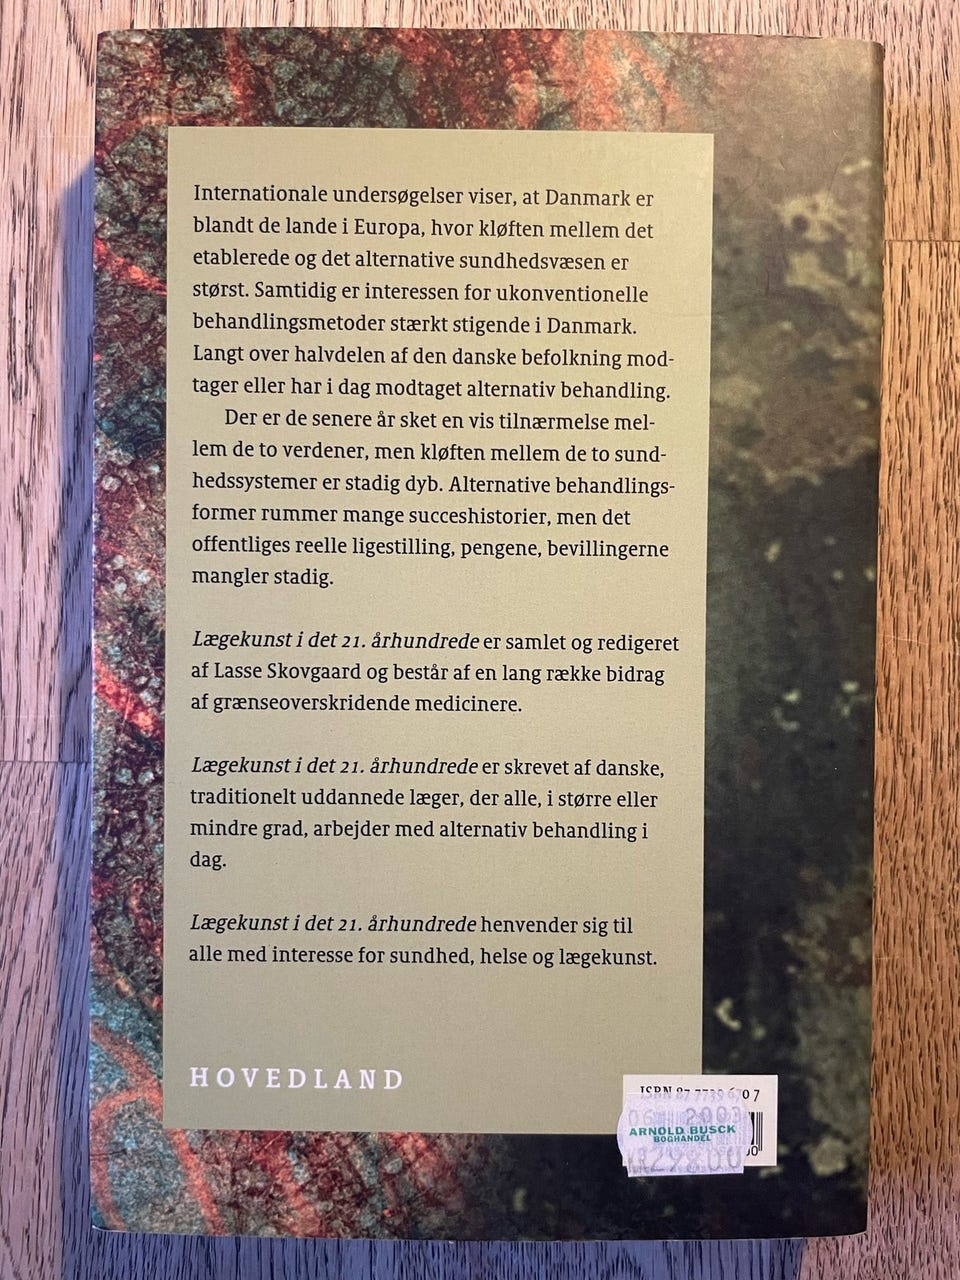 Internationale undersøgelser viser, at Danmark er
blandt de lande i Europa, hvor kløften mellem det
etablerede og det alternative sundhedsvæsen er
størst. Samtidig er interessen for ukonventionelle
behandlingsmetoder stærkt stigende i Danmark.
Langt over halvdelen af den danske befolkning mod-
tager eller har i dag modtaget alternativ behandling.
Der er de senere år sket en vis tilnærmelse mel-
lem de to verdener, men kløften mellem de to sund-
hedssystemer er stadig dyb. Alternative behandlings-
former rummer mange succeshistorier, men det
offentliges reelle ligestilling, pengene, bevillingerne
mangler stadig.
Lægekunst i det 21. århundrede er samlet og redigeret
af Lasse Skovgaard og består af en lang række bidrag
af grænseoverskridende medicinere.
Lægekunst i det 21. århundrede er skrevet af danske,
traditionelt uddannede læger, der alle, i større eller
mindre grad, arbejder med alternativ behandling i
dag.
Lægekunst i det 21. århundrede henvender sig til
alle med interesse for sundhed, helse og lægekunst.
HOVEDLAND
ISBN 87 7739 670 7
ARNOLD BUSCK
BOGHANDEL